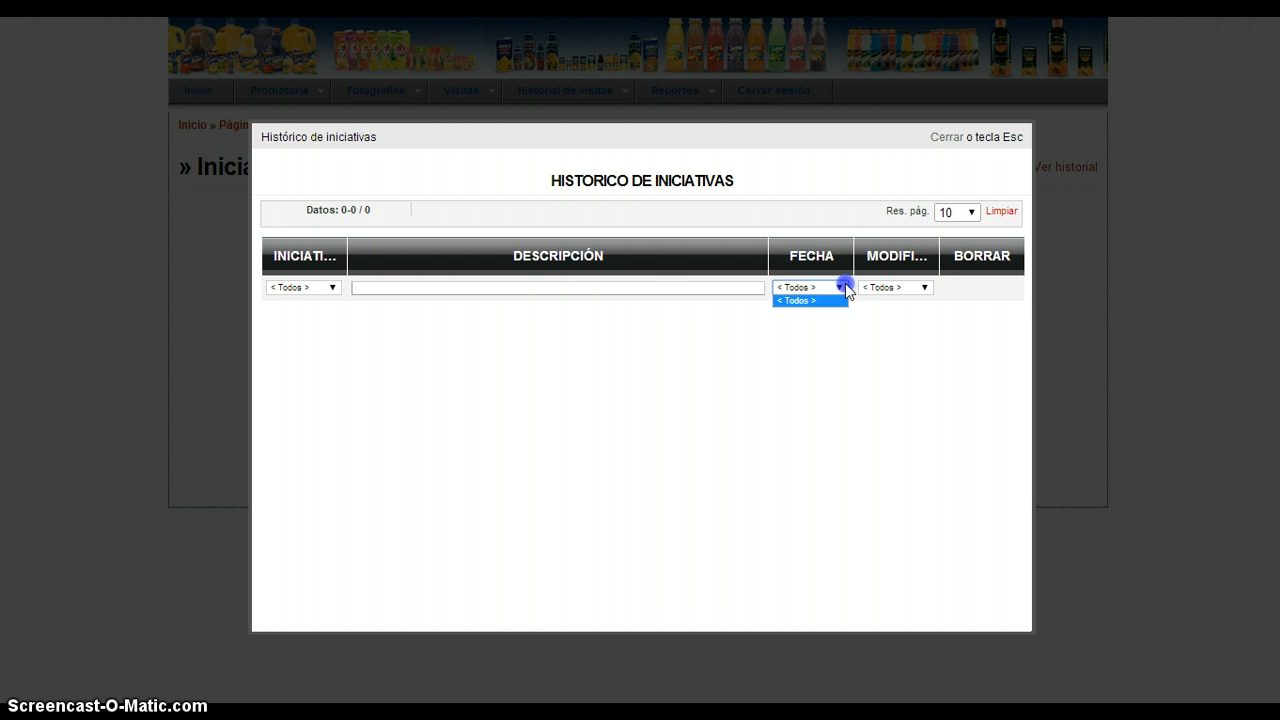 Inicio Promotoría Fotografías Visitas Historial de visitas Reportes Cerrar sesión
Inicio » Págin
» Inicia
Ver historial
Histórico de iniciativas
Cerrar o tecla Esc
HISTORICO DE INICIATIVAS
Datos: 0-0 / 0
Res. pág. 10 Limpiar
INICIATI... DESCRIPCIÓN FECHA MODIFI... BORRAR
< Todos > < Todos > < Todos >
< Todos >
Screencast-O-Matic.com